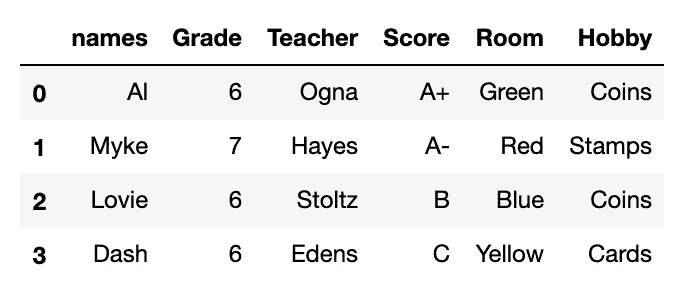 names Grade Teacher Score Room Hobby
0 Al 6 Ogna A+ Green Coins
1 Myke 7 Hayes A- Red Stamps
2 Lovie 6 Stoltz B Blue Coins
3 Dash 6 Edens C Yellow Cards